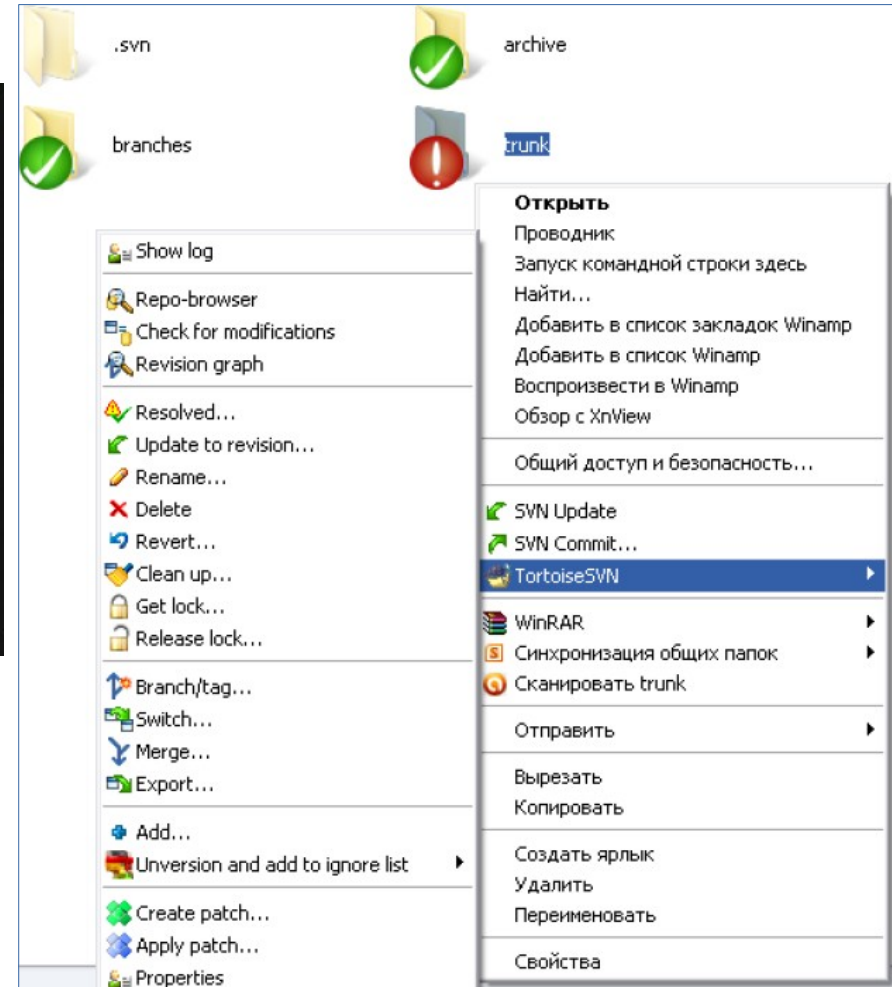 .svn
archive
branches
trunk
Show log
Repo-browser
Check for modifications
Revision graph
Resolved...
Update to revision...
Rename...
Delete
Revert...
Clean up...
Get lock...
Release lock...
Branch/tag...
Switch...
Merge...
Export...
Add...
Unversion and add to ignore list
Create patch...
Apply patch...
Properties
Открыть
Проводник
Запуск командной строки здесь
Найти...
Добавить в список закладок Winamp
Добавить в список Winamp
Воспроизвести в Winamp
Обзор с XnView
Общий доступ и безопасность...
SVN Update
SVN Commit...
TortoiseSVN
WinRAR
Синхронизация общих папок
Сканировать trunk
Отправить
Вырезать
Копировать
Создать ярлык
Удалить
Переименовать
Свойства